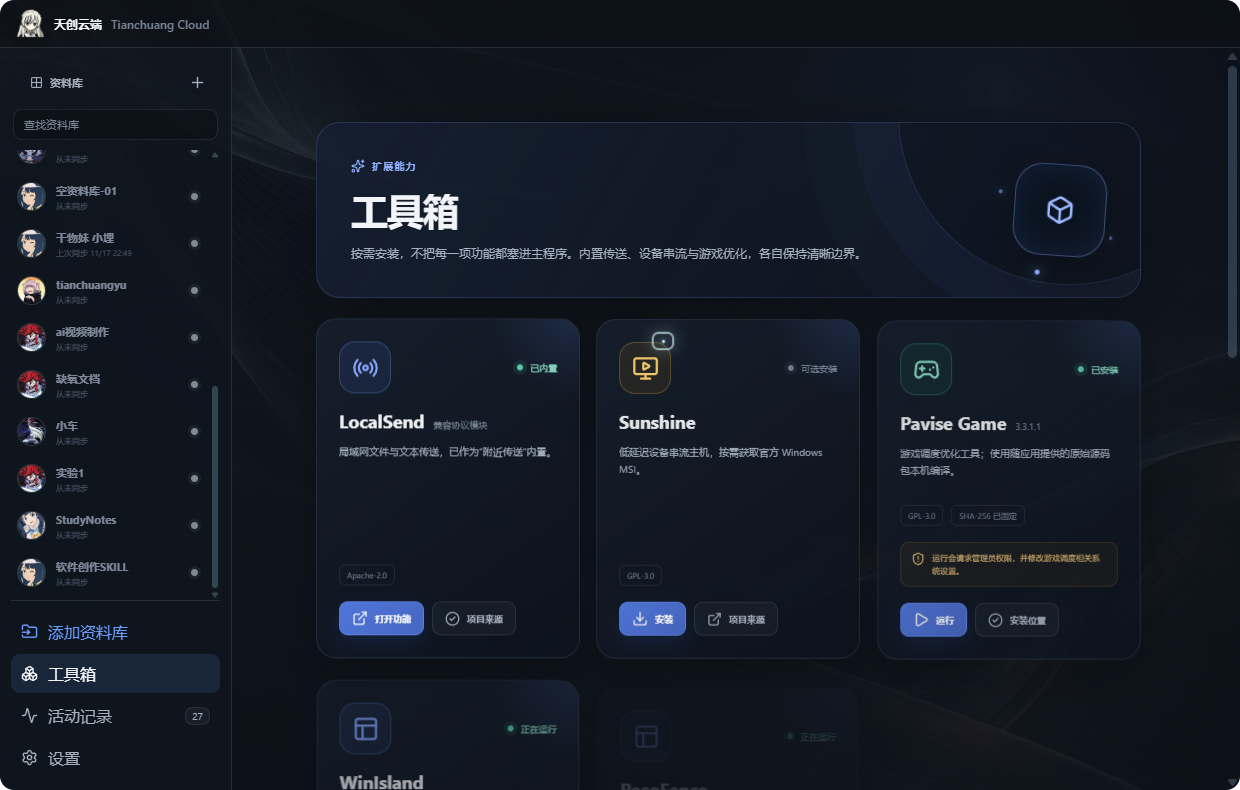 天创云端 Tianchuang Cloud
资料库
查找资料库
从未同步
空资料库-01
从未同步
干物妹 小埋
上次同步 11/17 22:49
tianchuangyu
从未同步
ai视频制作
从未同步
缺氧文档
从未同步
小车
从未同步
实验1
从未同步
StudyNotes
从未同步
软件创作SKILL
从未同步
添加资料库
工具箱
活动记录 27
设置
扩展能力
工具箱
按需安装，不把每一项功能都塞进主程序。内置传送、设备串流与游戏优化，各自保持清晰边界。
已内置
LocalSend 兼容协议模块
局域网文件与文本传送，已作为“附近传送”内置。
Apache-2.0
打开功能 项目来源
可选安装
Sunshine
低延迟设备串流主机，按需获取官方 Windows
MSI。
GPL-3.0
安装 项目来源
已安装
Pavise Game 3.3.1.1
游戏调度优化工具；使用随应用提供的原始源码
包本机编译。
GPL-3.0 SHA-256 已固定
运行会请求管理员权限，并修改游戏调度相关系
统设置。
运行 安装位置
正在运行
WinIsland
正在运行